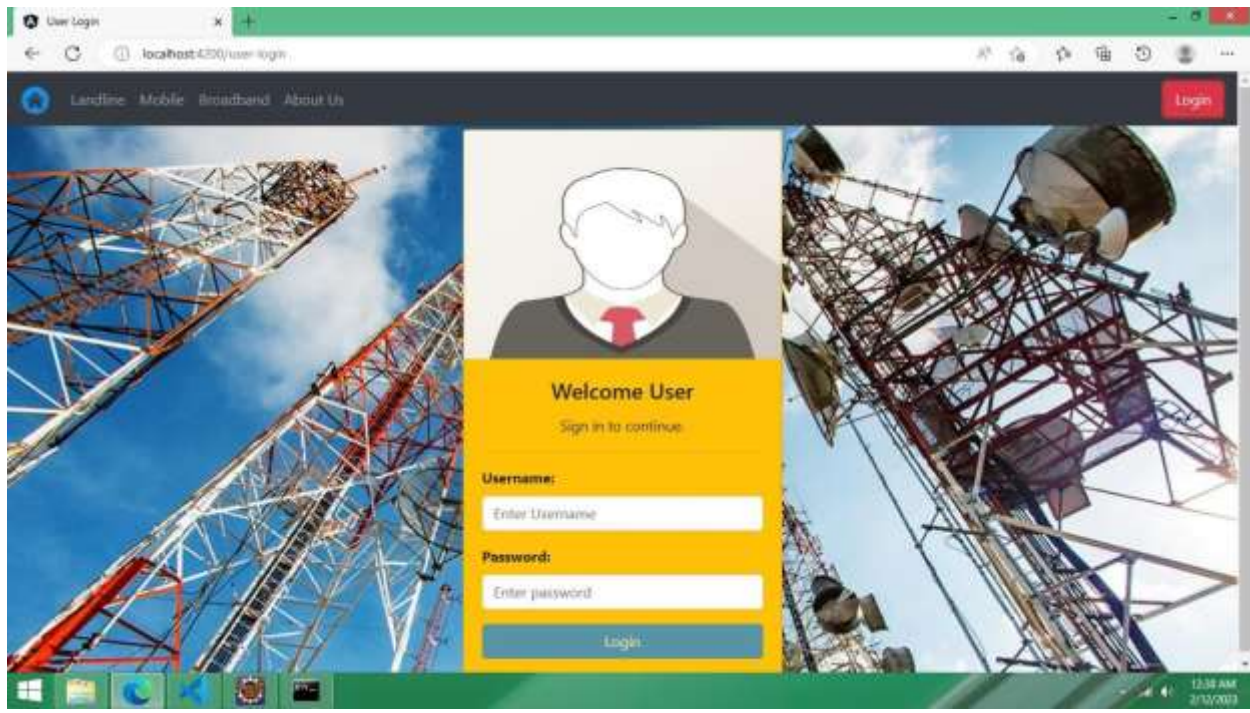 User Login
localhost:4200/user-login
Landline Mobile Broadband About Us
Login
Welcome User
Sign in to continue.
Username:
Enter Username
Password:
Enter password
Login
12:38 AM
2/12/2023